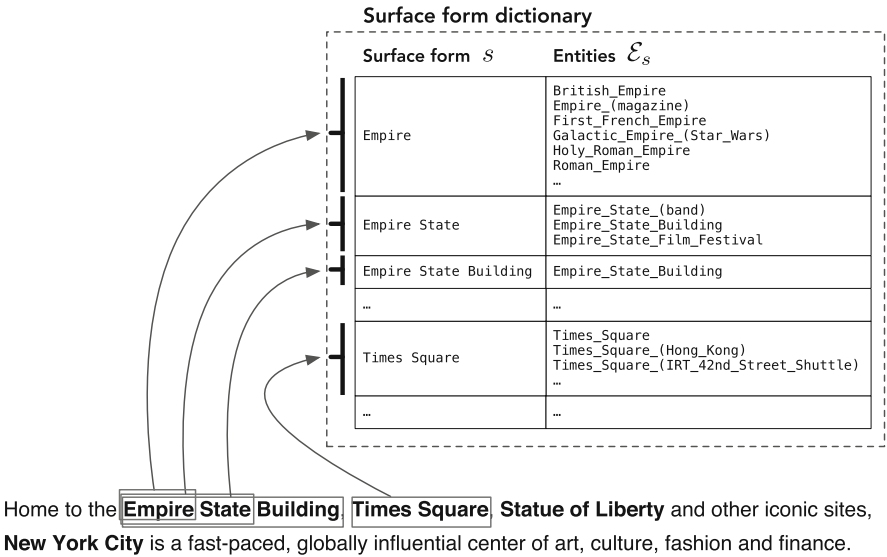 Surface form dictionary
Surface form s Entities ℰs
Empire
British_Empire
Empire_(magazine)
First_French_Empire
Galactic_Empire_(Star_Wars)
Holy_Roman_Empire
Roman_Empire
…
Empire State
Empire_State_(band)
Empire_State_Building
Empire_State_Film_Festival
Empire State Building Empire_State_Building
… …
Times Square
Times_Square
Times_Square_(Hong_Kong)
Times_Square_(IRT_42nd_Street_Shuttle)
…
… …
Home to the Empire State Building, Times Square, Statue of Liberty and other iconic sites,
New York City is a fast-paced, globally influential center of art, culture, fashion and finance.